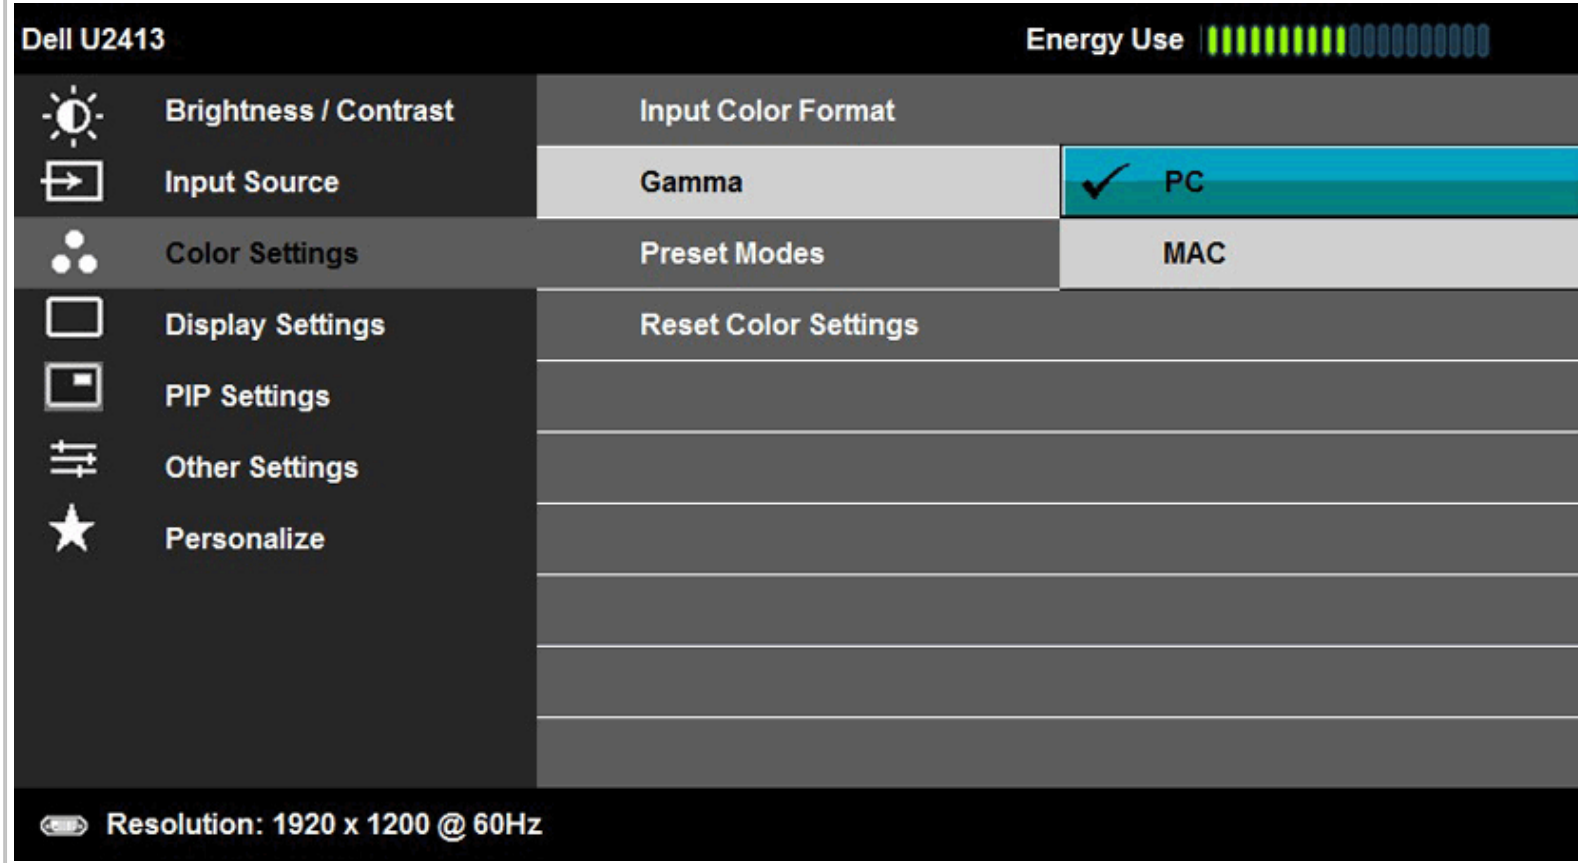 Dell U2413 Energy Use
Brightness / Contrast Input Color Format
Input Source Gamma PC
Color Settings Preset Modes MAC
Display Settings Reset Color Settings
PIP Settings
Other Settings
Personalize
Resolution: 1920 x 1200 @ 60Hz